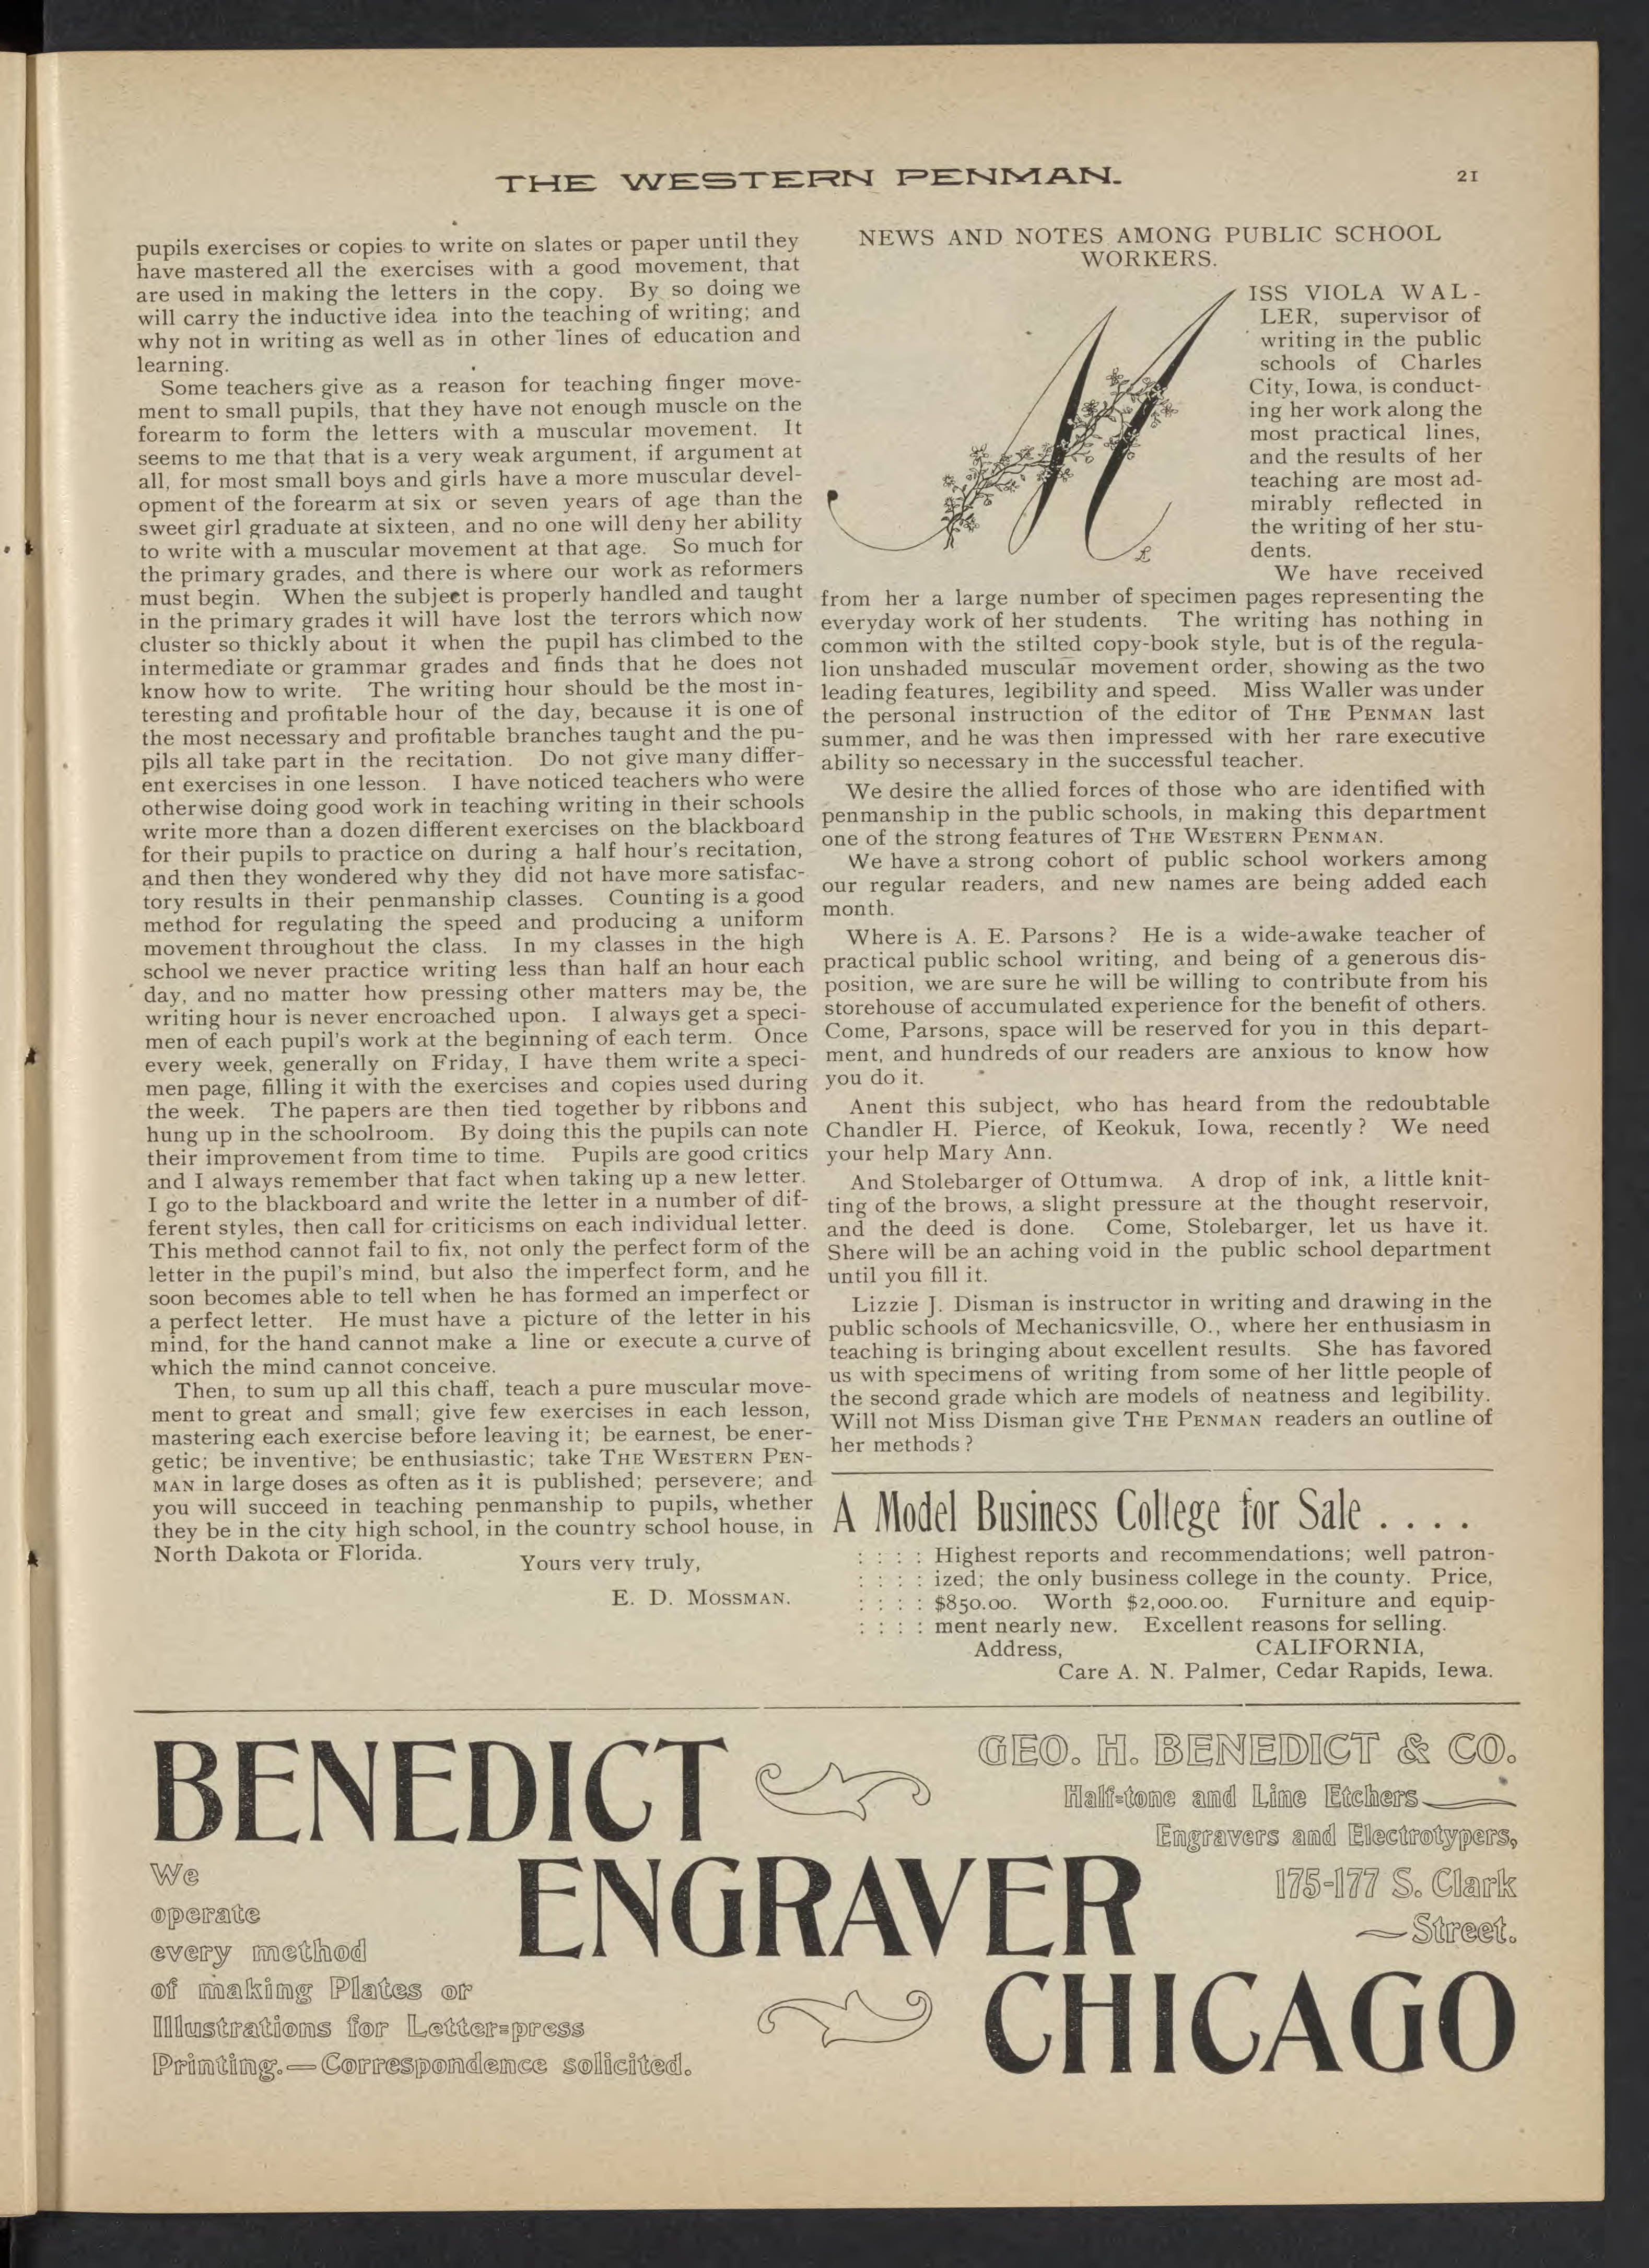 THE WESTERN PENMAN.
21
pupils exercises or copies to write on slates or paper until they
have mastered all the exercises with a good movement, that
are used in making the letters in the copy. By so doing we
will carry the inductive idea into the teaching of writing; and
why not in writing as well as in other lines of education and
learning.
Some teachers give as a reason for teaching finger move-
ment to small pupils, that they have not enough muscle on the
forearm to form the letters with a muscular movement. It
seems to me that that is a very weak argument, if argument at
all, for most small boys and girls have a more muscular devel-
opment of the forearm at six or seven years of age than the
sweet girl graduate at sixteen, and no one will deny her ability
to write with a muscular movement at that age. So much for
the primary grades, and there is where our work as reformers
must begin. When the subject is properly handled and taught
in the primary grades it will have lost the terrors which now
cluster so thickly about it when the pupil has climbed to the
intermediate or grammar grades and finds that he does not
know how to write. The writing hour should be the most in-
teresting and profitable hour of the day, because it is one of
the most necessary and profitable branches taught and the pu-
pils all take part in the recitation. Do not give many differ-
ent exercises in one lesson. I have noticed teachers who were
otherwise doing good work in teaching writing in their schools
write more than a dozen different exercises on the blackboard
for their pupils to practice on during a half hour's recitation,
and then they wondered why they did not have more satisfac-
tory results in their penmanship classes. Counting is a good
method for regulating the speed and producing a uniform
movement throughout the class. In my classes in the high
school we never practice writing less than half an hour each
day, and no matter how pressing other matters may be, the
writing hour is never encroached upon. I always get a speci-
men of each pupil's work at the beginning of each term. Once
every week, generally on Friday, I have them write a speci-
men page, filling it with the exercises and copies used during
the week. The papers are then tied together by ribbons and
hung up in the schoolroom. By doing this the pupils can note
their improvement from time to time. Pupils are good critics
and I always remember that fact when taking up a new letter.
I go to the blackboard and write the letter in a number of dif-
ferent styles, then call for criticisms on each individual letter.
This method cannot fail to fix, not only the perfect form of the
letter in the pupil's mind, but also the imperfect form, and he
soon becomes able to tell when he has formed an imperfect or
a perfect letter. He must have a picture of the letter in his
mind, for the hand cannot make a line or execute a curve of
which the mind cannot conceive.
Then, to sum up all this chaff, teach a pure muscular move-
ment to great and small; give few exercises in each lesson,
mastering each exercise before leaving it; be earnest, be ener-
getic; be inventive; be enthusiastic; take THE WESTERN PEN-
MAN in large doses as often as it is published; persevere; and
you will succeed in teaching penmanship to pupils, whether
they be in the city high school, in the country school house, in
North Dakota or Florida.
Yours very truly,
E. D. MOSSMAN.
NEWS AND NOTES AMONG PUBLIC SCHOOL
WORKERS.
M
L
ISS VIOLA WAL-
LER, supervisor of
writing in the public
schools of Charles
City, Iowa, is conduct-
ing her work along the
most practical lines,
and the results of her
teaching are most ad-
mirably reflected in
the writing of her stu-
dents.
We have received
from her a large number of specimen pages representing the
everyday work of her students. The writing has nothing in
common with the stilted copy-book style, but is of the regula-
lion unshaded muscular movement order, showing as the two
leading features, legibility and speed. Miss Waller was under
the personal instruction of the editor of THE PENMAN last
summer, and he was then impressed with her rare executive
ability so necessary in the successful teacher.
We desire the allied forces of those who are identified with
penmanship in the public schools, in making this department
one of the strong features of THE WESTERN PENMAN.
We have a strong cohort of public school workers among
our regular readers, and new names are being added each
month.
Where is A. E. Parsons? He is a wide-awake teacher of
practical public school writing, and being of a generous dis-
position, we are sure he will be willing to contribute from his
storehouse of accumulated experience for the benefit of others.
Come, Parsons, space will be reserved for you in this depart-
ment, and hundreds of our readers are anxious to know how
you do it.
Anent this subject, who has heard from the redoubtable
Chandler H. Pierce, of Keokuk, Iowa, recently? We need
your help Mary Ann.
And Stolebarger of Ottumwa. A drop of ink, a little knit-
ting of the brows, a slight pressure at the thought reservoir,
and the deed is done. Come, Stolebarger, let us have it.
Shere will be an aching void in the public school department
until you fill it.
Lizzie J. Disman is instructor in writing and drawing in the
public schools of Mechanicsville, O., where her enthusiasm in
teaching is bringing about excellent results. She has favored
us with specimens of writing from some of her little people of
the second grade which are models of neatness and legibility.
Will not Miss Disman give THE PENMAN readers an outline of
her methods?
A Model Business College for Sale . . . .
: : : : Highest reports and recommendations; well patron-
: : : : ized; the only business college in the county. Price,
: : : : $850.00. Worth $2,000.00. Furniture and equip-
: : : : ment nearly new. Excellent reasons for selling.
Address, CALIFORNIA,
Care A. N. Palmer, Cedar Rapids, Iewa.
BENEDICT
ENGRAVER
CHICAGO
We
operate
every method
of making Plates or
Illustrations for Letter=press
Printing.—Correspondence solicited.
GEO. H. BENEDICT & CO.
Half=tone and Line Etchers
Engravers and Electrotypers,
175-177 S. Clark
Street.